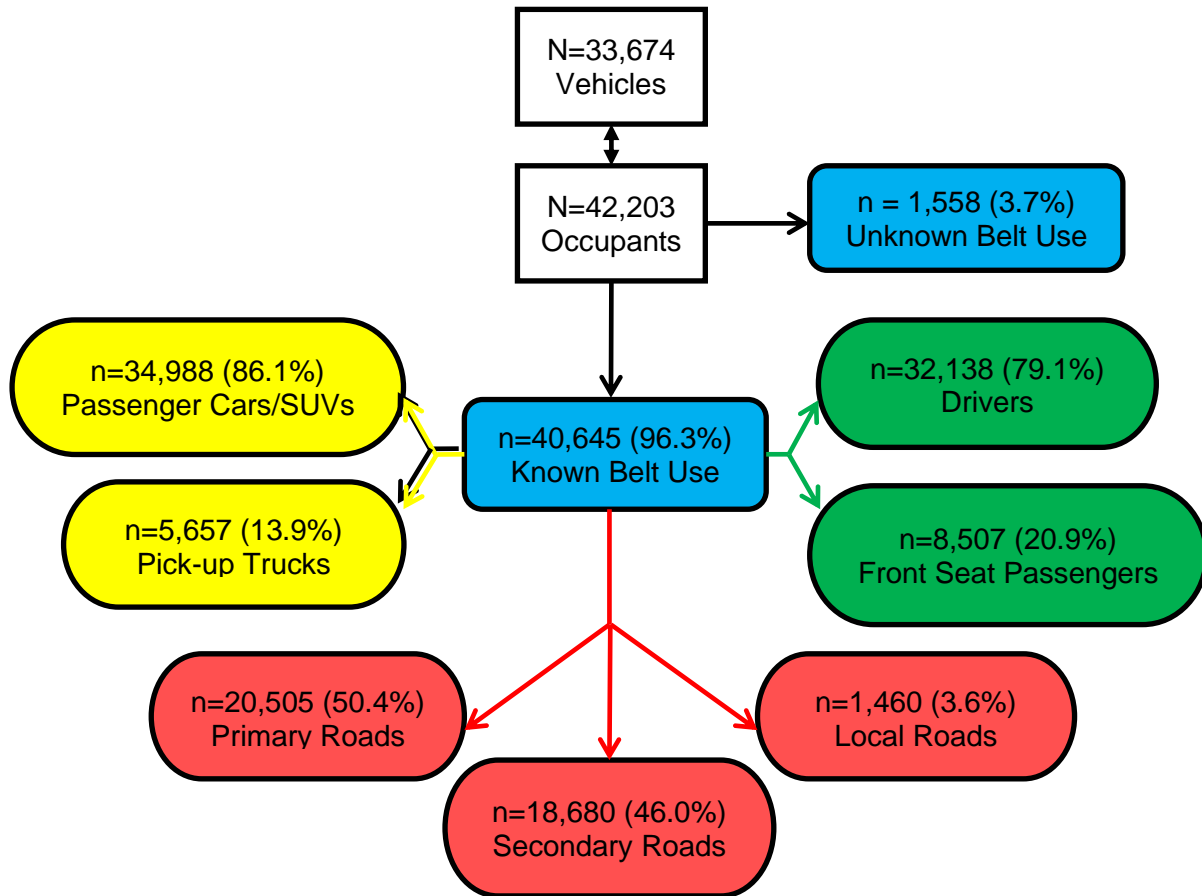 N=33,674
Vehicles
N=42,203
Occupants
n = 1,558 (3.7%)
Unknown Belt Use
n=34,988 (86.1%)
Passenger Cars/SUVs
n=32,138 (79.1%)
Drivers
n=40,645 (96.3%)
Known Belt Use
n=5,657 (13.9%)
Pick-up Trucks
n=8,507 (20.9%)
Front Seat Passengers
n=20,505 (50.4%)
Primary Roads
n=1,460 (3.6%)
Local Roads
n=18,680 (46.0%)
Secondary Roads